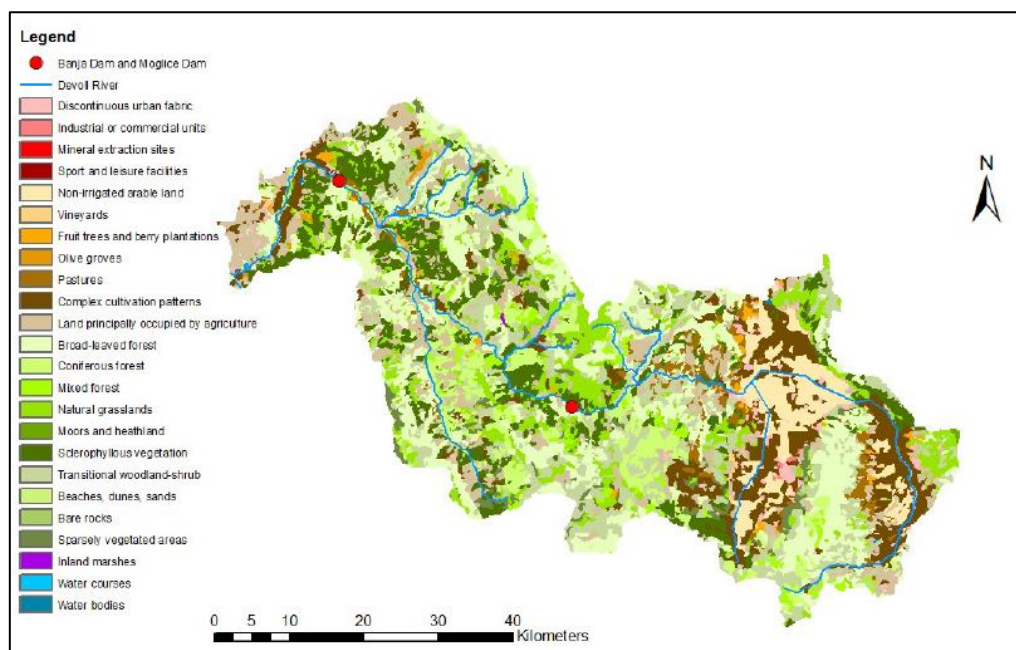 Legend
Banja Dam and Moglice Dam
Devoll River
Discontinuous urban fabric
Industrial or commercial units
Mineral extraction sites
Sport and leisure facilities
Non-irrigated arable land
Vineyards
Fruit trees and berry plantations
Olive groves
Pastures
Complex cultivation patterns
Land principally occupied by agriculture
Broad-leaved forest
Coniferous forest
Mixed forest
Natural grasslands
Moors and heathland
Sclerophyllous vegetation
Transitional woodland-shrub
Beaches, dunes, sands
Bare rocks
Sparsely vegetated areas
Inland marshes
Water courses
Water bodies
N
0 5 10 20 30 40
Kilometers